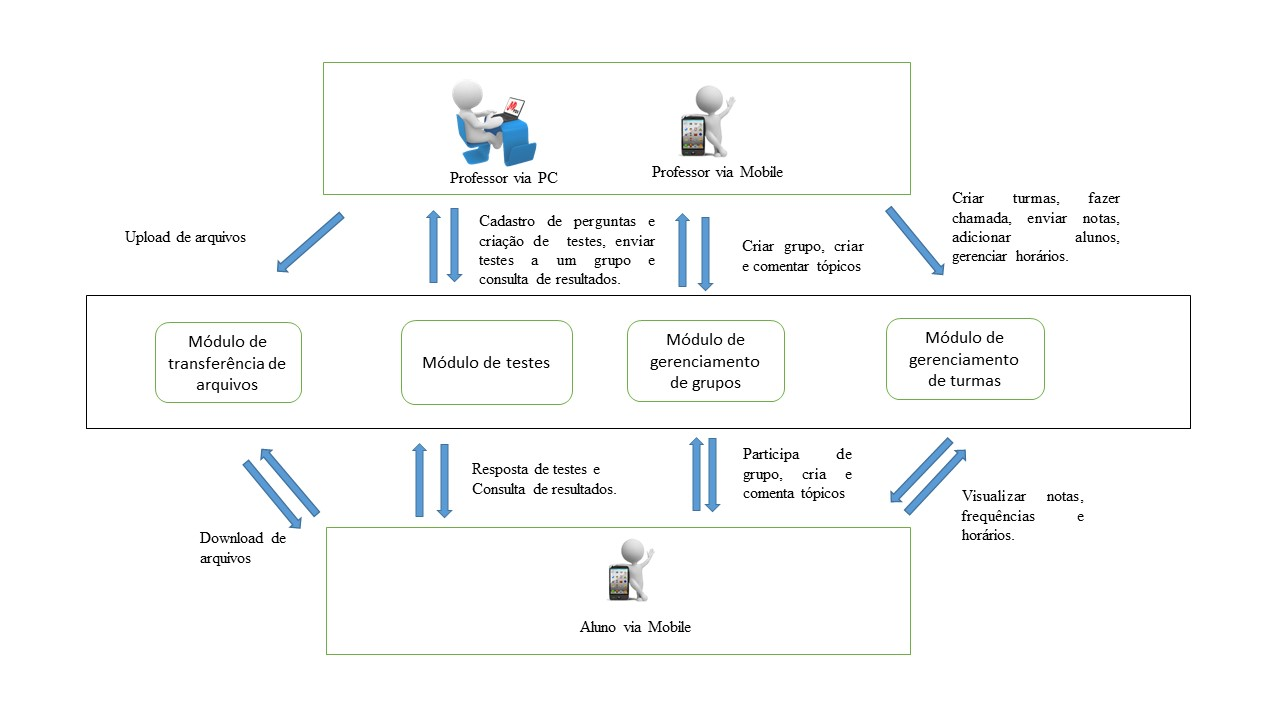 Professor via PC
Professor via Mobile
Upload de arquivos
Cadastro de perguntas e
criação de testes, enviar
testes a um grupo e
consulta de resultados.
Criar grupo, criar
e comentar tópicos
Criar turmas, fazer
chamada, enviar notas,
adicionar alunos,
gerenciar horários.
Módulo de
transferência de
arquivos
Módulo de testes
Módulo de
gerenciamento
de grupos
Módulo de
gerenciamento
de turmas
Download de
arquivos
Resposta de testes e
Consulta de resultados.
Participa de
grupo, cria e
comenta tópicos
Visualizar notas,
frequências e
horários.
Aluno via Mobile